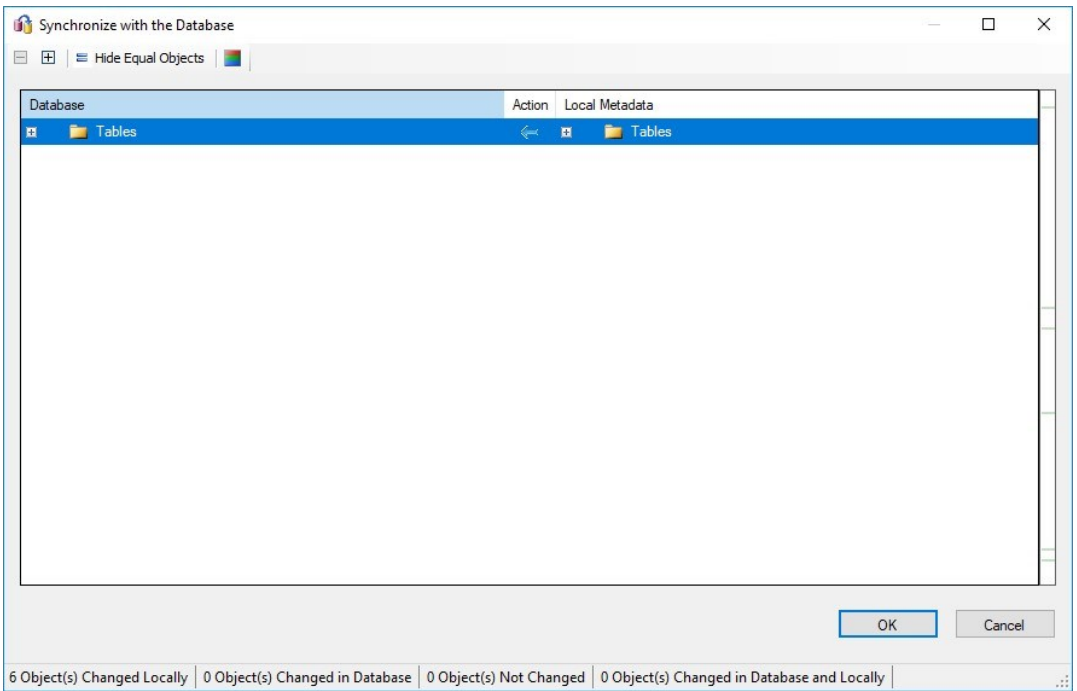 Synchronize with the Database
Hide Equal Objects
Database Action Local Metadata
Tables Tables
OK Cancel
6 Object(s) Changed Locally 0 Object(s) Changed in Database 0 Object(s) Not Changed 0 Object(s) Changed in Database and Locally